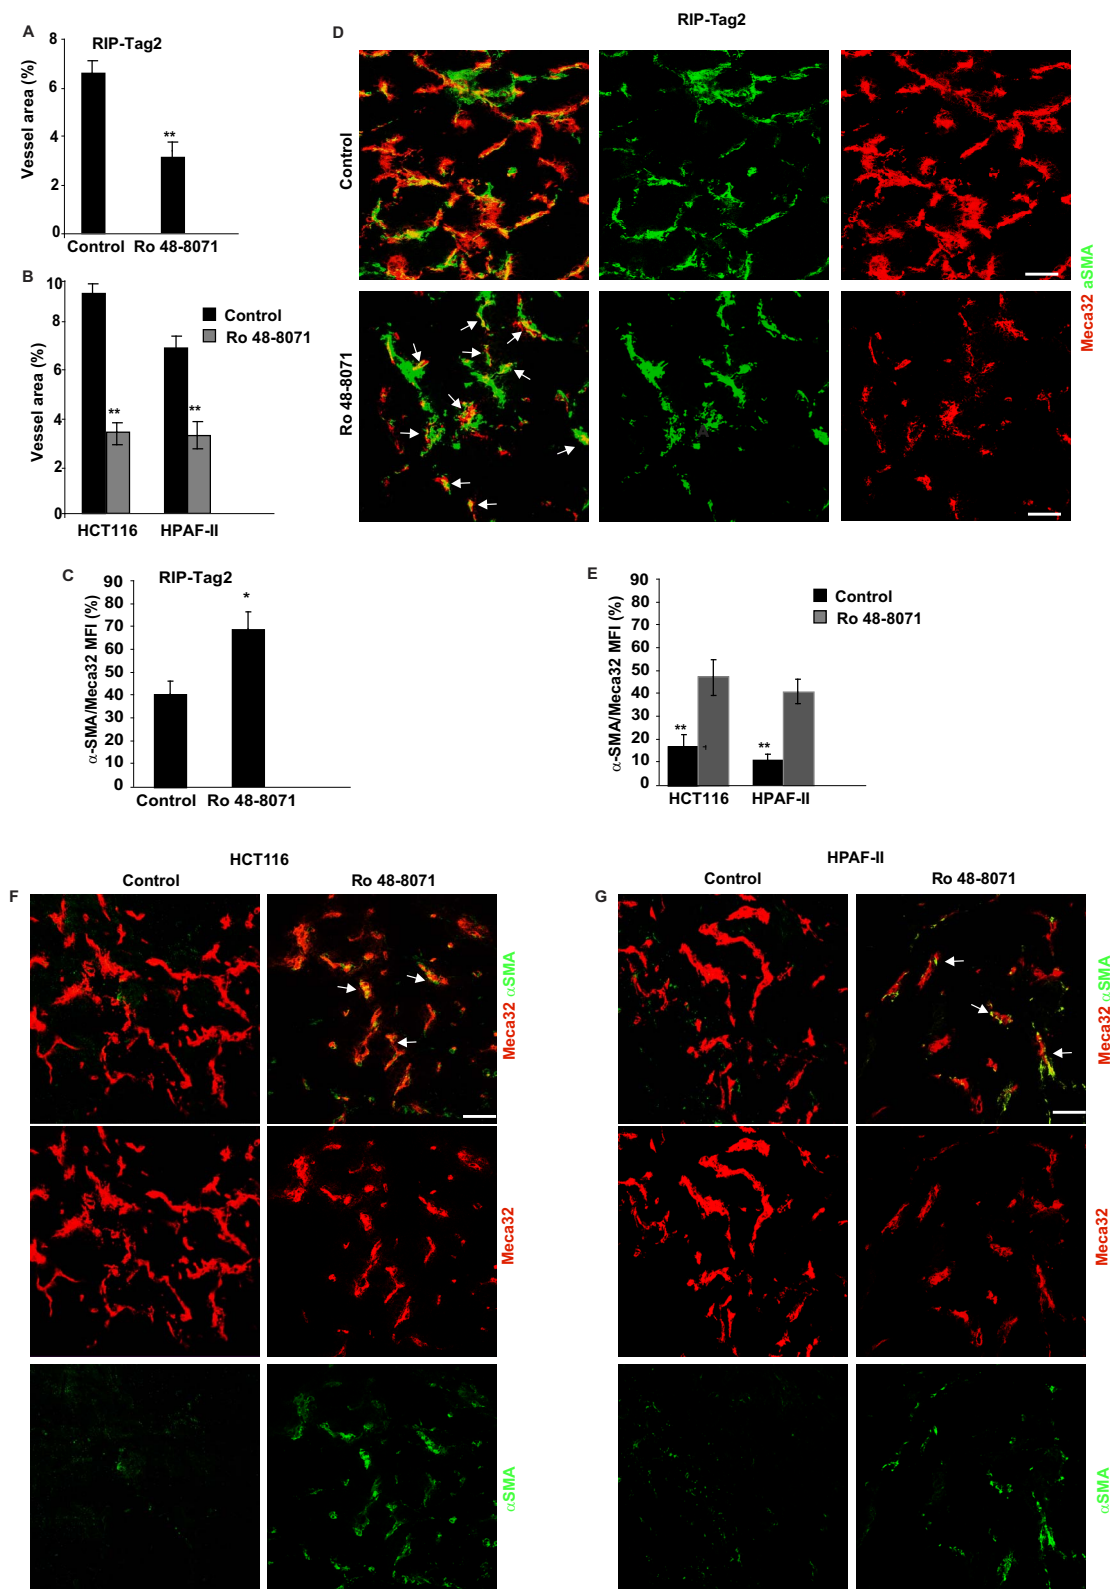 A
RIP-Tag2
Vessel area (%)
8
6
4
2
0
**
Control
Ro 48-8071
B
Vessel area (%)
10
8
6
4
2
0
Control
Ro 48-8071
**
**
HCT116
HPAF-II
C
RIP-Tag2
α-SMA/Meca32 MFI (%)
90
80
70
60
50
40
30
20
10
0
*
Control
Ro 48-8071
D
RIP-Tag2
Control
Ro 48-8071
Meca32 aSMA
E
α-SMA/Meca32 MFI (%)
90
80
70
60
50
40
30
20
10
0
Control
Ro 48-8071
**
**
HCT116
HPAF-II
F
HCT116
Control
Ro 48-8071
Meca32 αSMA
Meca32
αSMA
G
HPAF-II
Control
Ro 48-8071
Meca32 αSMA
Meca32
αSMA